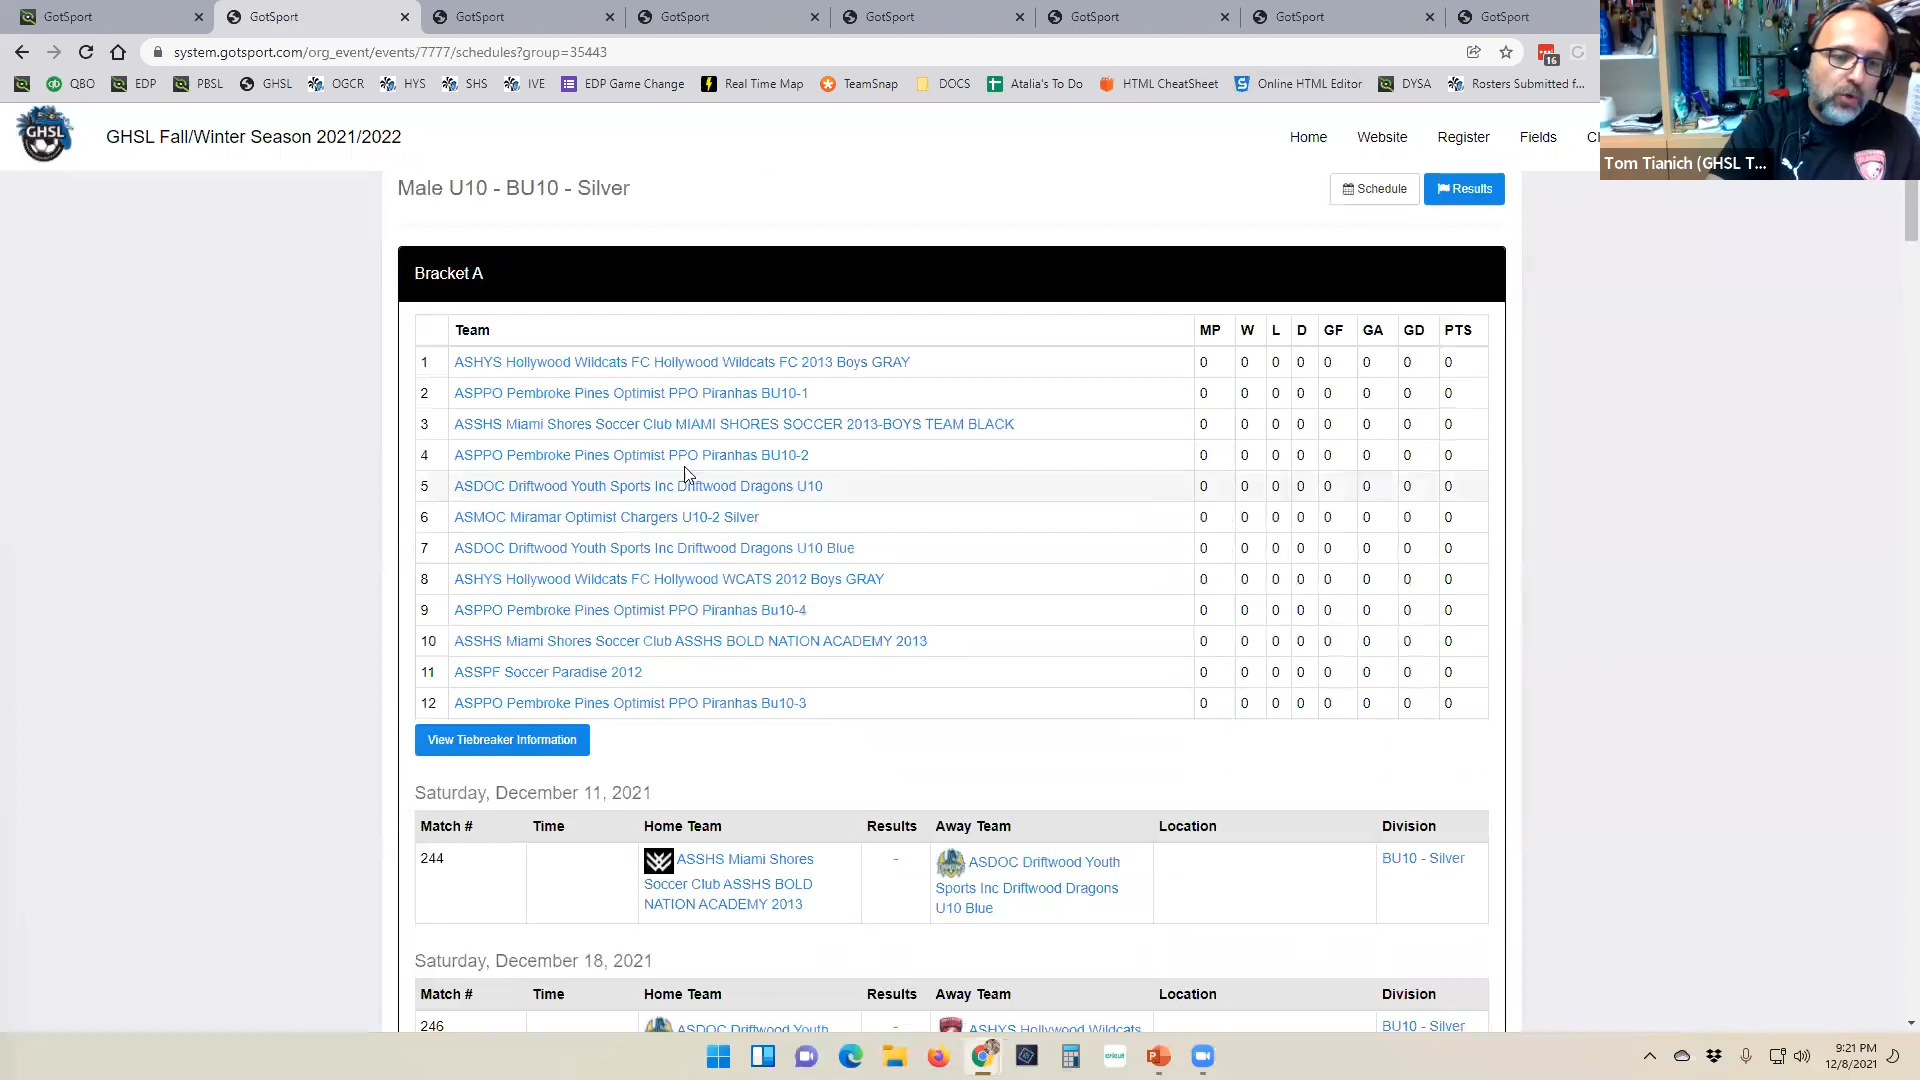 GotSport GotSport GotSport GotSport GotSport GotSport GotSport GotSport
system.gotsport.com/org_event/events/7777/schedules?group=35443
16
QBO EDP PBSL GHSL OGCR HYS SHS IVE EDP Game Change Real Time Map TeamSnap DOCS Atalia's To Do HTML CheatSheet Online HTML Editor DYSA Rosters Submitted f...
GHSL
GHSL Fall/Winter Season 2021/2022
Home Website Register Fields Cl
Tom Tianich (GHSL T...
Male U10 - BU10 - Silver
Schedule Results
Bracket A
Team MP W L D GF GA GD PTS
1 ASHYS Hollywood Wildcats FC Hollywood Wildcats FC 2013 Boys GRAY 0 0 0 0 0 0 0 0
2 ASPPO Pembroke Pines Optimist PPO Piranhas BU10-1 0 0 0 0 0 0 0 0
3 ASSHS Miami Shores Soccer Club MIAMI SHORES SOCCER 2013-BOYS TEAM BLACK 0 0 0 0 0 0 0 0
4 ASPPO Pembroke Pines Optimist PPO Piranhas BU10-2 0 0 0 0 0 0 0 0
5 ASDOC Driftwood Youth Sports Inc Driftwood Dragons U10 0 0 0 0 0 0 0 0
6 ASMOC Miramar Optimist Chargers U10-2 Silver 0 0 0 0 0 0 0 0
7 ASDOC Driftwood Youth Sports Inc Driftwood Dragons U10 Blue 0 0 0 0 0 0 0 0
8 ASHYS Hollywood Wildcats FC Hollywood WCATS 2012 Boys GRAY 0 0 0 0 0 0 0 0
9 ASPPO Pembroke Pines Optimist PPO Piranhas Bu10-4 0 0 0 0 0 0 0 0
10 ASSHS Miami Shores Soccer Club ASSHS BOLD NATION ACADEMY 2013 0 0 0 0 0 0 0 0
11 ASSPF Soccer Paradise 2012 0 0 0 0 0 0 0 0
12 ASPPO Pembroke Pines Optimist PPO Piranhas Bu10-3 0 0 0 0 0 0 0 0
View Tiebreaker Information
Saturday, December 11, 2021
Match # Time Home Team Results Away Team Location Division
244 ASSHS Miami Shores - ASDOC Driftwood Youth BU10 - Silver
Soccer Club ASSHS BOLD Sports Inc Driftwood Dragons
NATION ACADEMY 2013 U10 Blue
Saturday, December 18, 2021
Match # Time Home Team Results Away Team Location Division
246 ASDOC Driftwood Youth - ASHYS Hollywood Wildcats BU10 - Silver
cricut
9:21 PM
12/8/2021